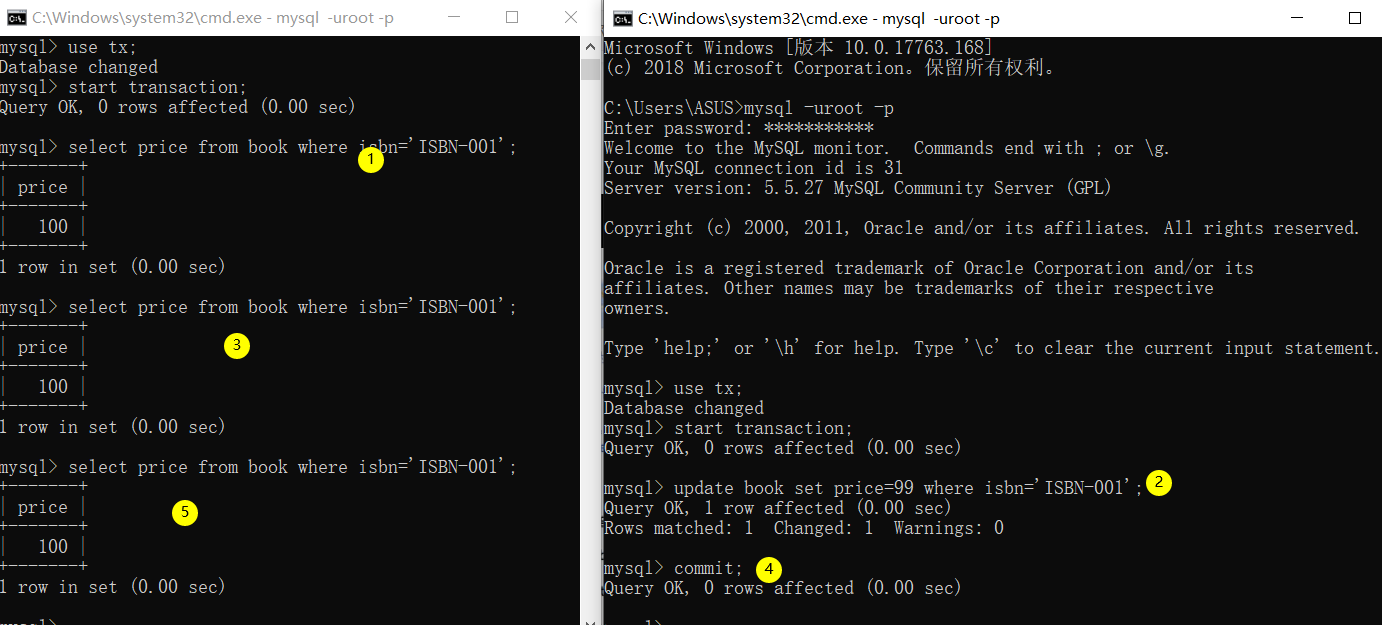 C:\Windows\system32\cmd.exe - mysql  -uroot -p
mysql> use tx;
Database changed
mysql> start transaction;
Query OK, 0 rows affected (0.00 sec)
mysql> select price from book where isbn='ISBN-001';
1
+-------+
| price |
+-------+
|   100 |
+-------+
1 row in set (0.00 sec)
mysql> select price from book where isbn='ISBN-001';
+-------+
| price |
3
+-------+
|   100 |
+-------+
1 row in set (0.00 sec)
mysql> select price from book where isbn='ISBN-001';
+-------+
| price |
5
+-------+
|   100 |
+-------+
1 row in set (0.00 sec)
C:\Windows\system32\cmd.exe - mysql  -uroot -p
Microsoft Windows [版本 10.0.17763.168]
(c) 2018 Microsoft Corporation。保留所有权利。
C:\Users\ASUS>mysql -uroot -p
Enter password: ***********
Welcome to the MySQL monitor.  Commands end with ; or \g.
Your MySQL connection id is 31
Server version: 5.5.27 MySQL Community Server (GPL)
Copyright (c) 2000, 2011, Oracle and/or its affiliates. All rights reserved.
Oracle is a registered trademark of Oracle Corporation and/or its
affiliates. Other names may be trademarks of their respective
owners.
Type 'help;' or '\h' for help. Type '\c' to clear the current input statement.
mysql> use tx;
Database changed
mysql> start transaction;
Query OK, 0 rows affected (0.00 sec)
mysql> update book set price=99 where isbn='ISBN-001'; 2
Query OK, 1 row affected (0.00 sec)
Rows matched: 1  Changed: 1  Warnings: 0
mysql> commit; 4
Query OK, 0 rows affected (0.00 sec)